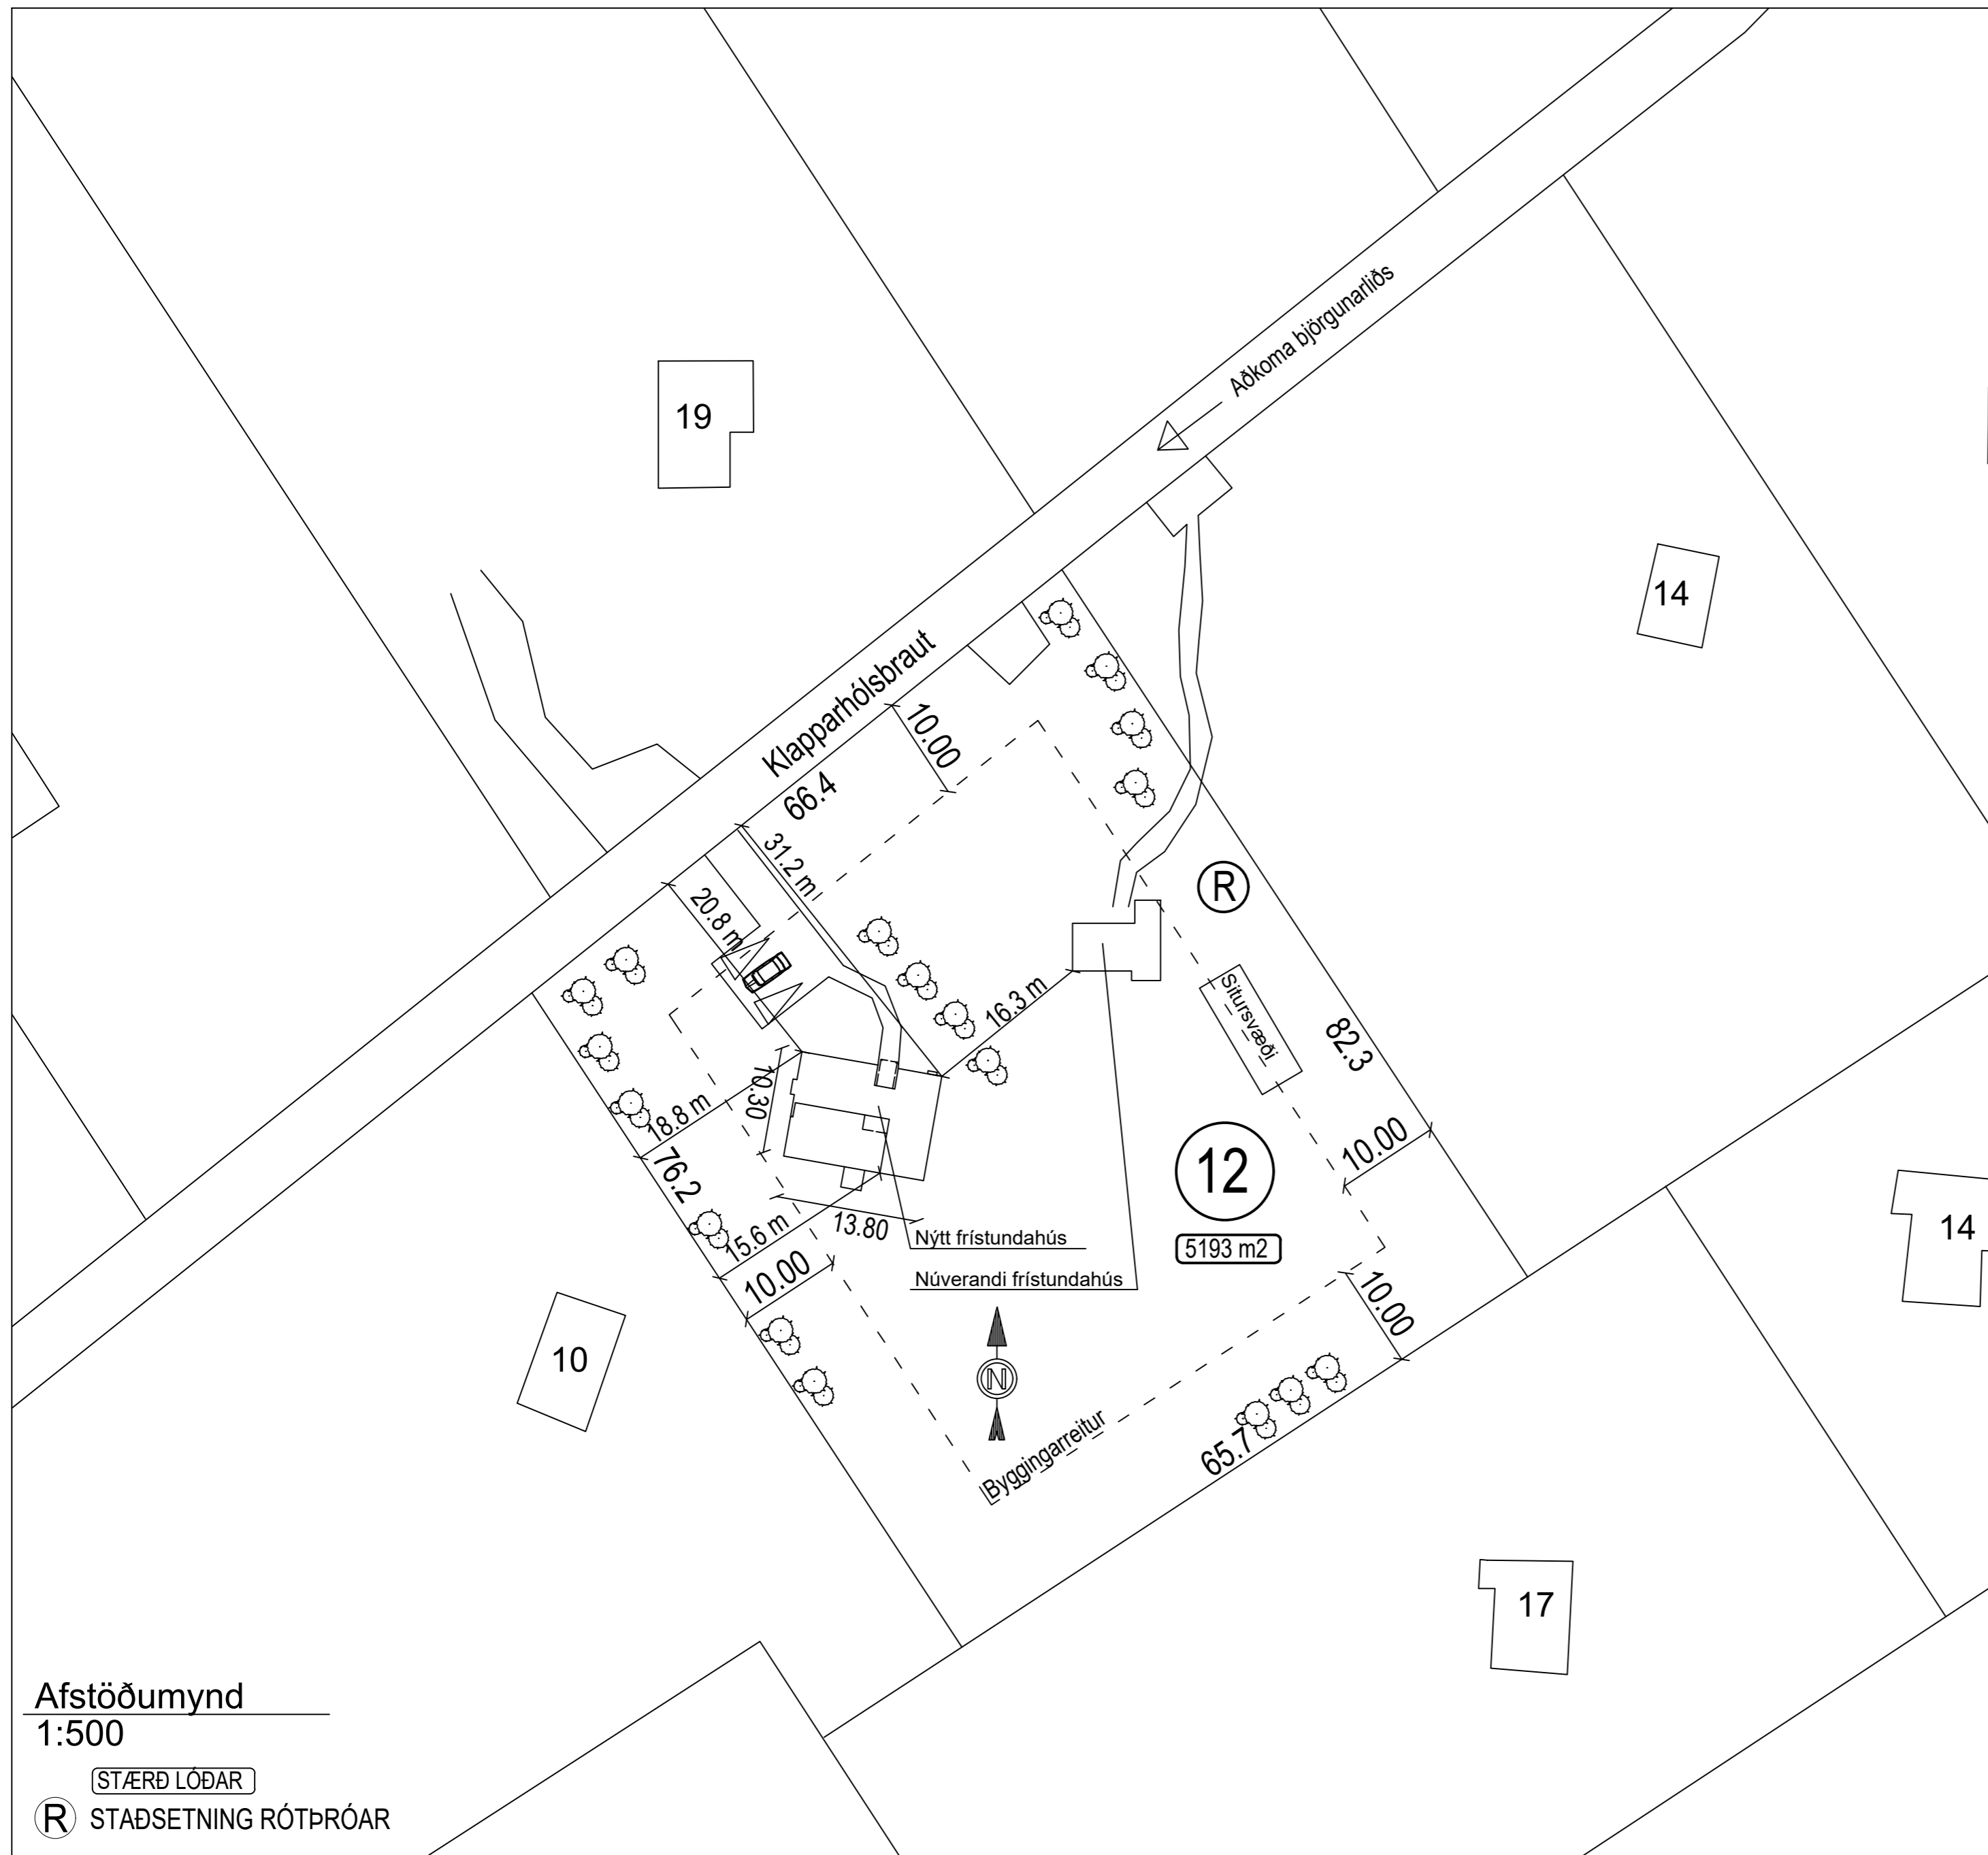 Aðkoma björgunarliðs
19
14
Klapparhólsbraut
10.00
66.4
31.2 m
20.8 m
R
16.3 m
Sitursvæði
82.3
10.30
18.8 m
76.2
10.00
12
5193 m2
14
13.80
15.6 m
10.00
Nýtt frístundahús
Núverandi frístundahús
10.00
10
N
Byggingarreitur
65.7
17
Afstöðumynd
1:500
STÆRÐ LÓÐAR
R STAÐSETNING RÓTÞRÓAR